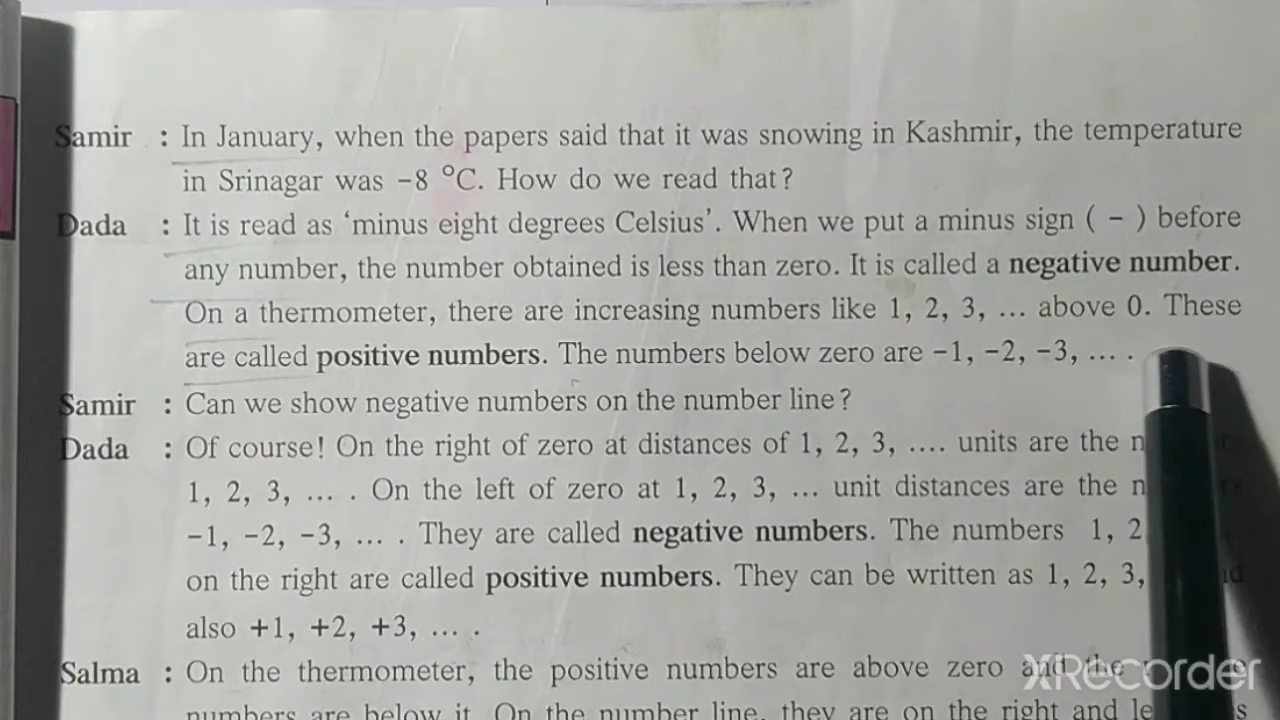 Samir : In January, when the papers said that it was snowing in Kashmir, the temperature
in Srinagar was −8 °C. How do we read that?
Dada : It is read as ‘minus eight degrees Celsius’. When we put a minus sign ( − ) before
any number, the number obtained is less than zero. It is called a negative number.
On a thermometer, there are increasing numbers like 1, 2, 3, ... above 0. These
are called positive numbers. The numbers below zero are −1, −2, −3, ... .
Samir : Can we show negative numbers on the number line?
Dada : Of course! On the right of zero at distances of 1, 2, 3, .... units are the
1, 2, 3, ... . On the left of zero at 1, 2, 3, ... unit distances are the
−1, −2, −3, ... . They are called negative numbers. The numbers 1, 2
on the right are called positive numbers. They can be written as 1, 2, 3,
also +1, +2, +3, ... .
Salma : On the thermometer, the positive numbers are above zero and the
numbers are below it. On the number line, they are on the right and
XRecorder